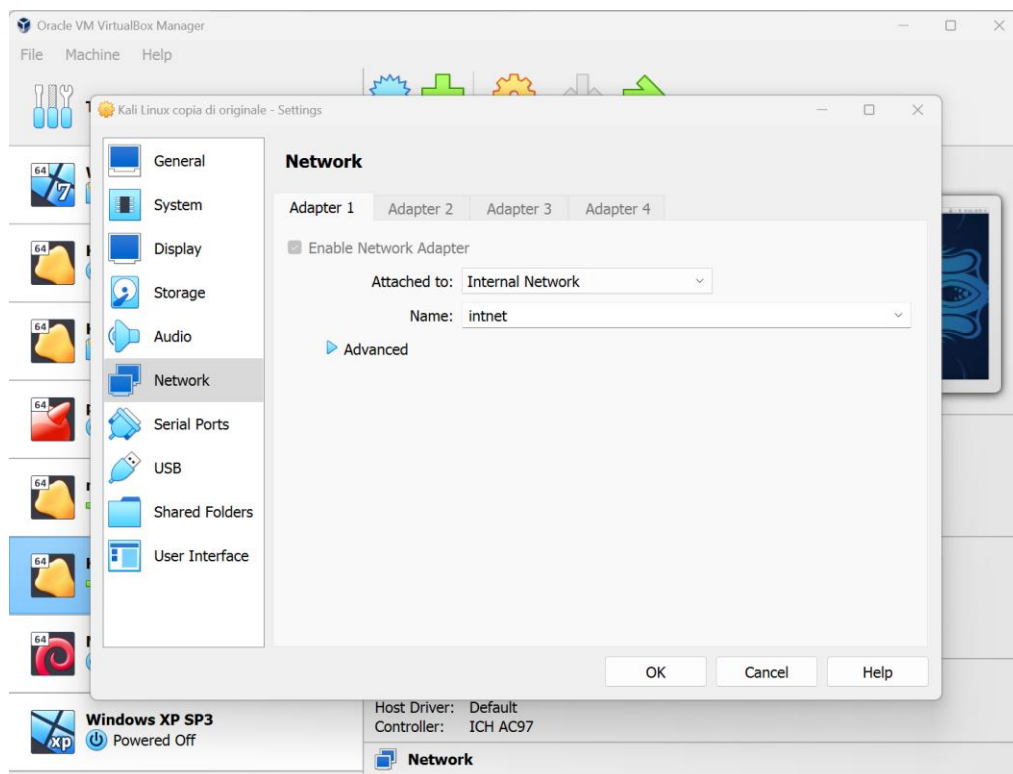 Oracle VM VirtualBox Manager
File Machine Help
Kali Linux copia di originale - Settings
General
System
Display
Storage
Audio
Network
Serial Ports
USB
Shared Folders
User Interface
Network
Adapter 1 Adapter 2 Adapter 3 Adapter 4
Enable Network Adapter
Attached to: Internal Network
Name: intnet
Advanced
OK Cancel Help
64
7
64
64
64
64
64
64
Windows XP SP3
xp
Powered Off
Host Driver: Default
Controller: ICH AC97
Network